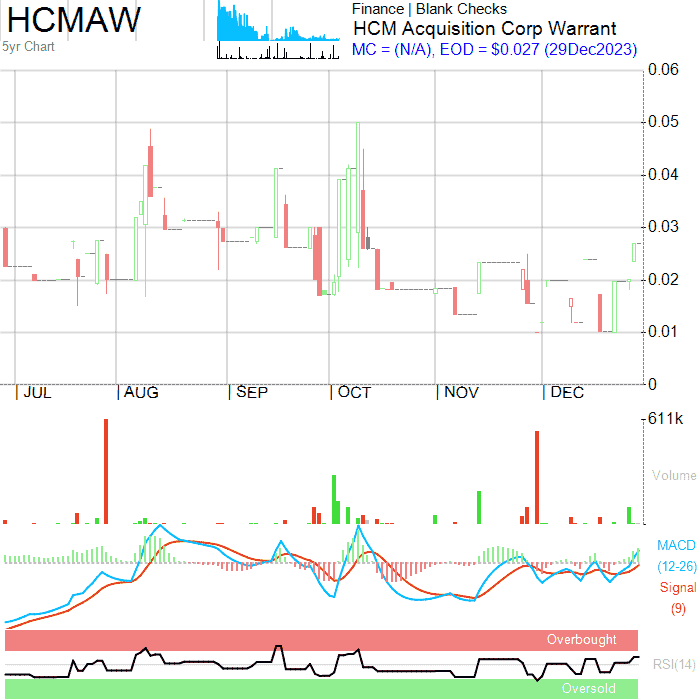 HCMAW
5yr Chart
Finance | Blank Checks
HCM Acquisition Corp Warrant
MC = (N/A), EOD = $0.027 (29Dec2023)
0.06
0.05
0.04
0.03
0.02
0.01
0
| JUL | AUG | SEP | OCT | NOV | DEC
611k
Volume
MACD
(12-26)
Signal
(9)
Overbought
RSI(14)
Oversold